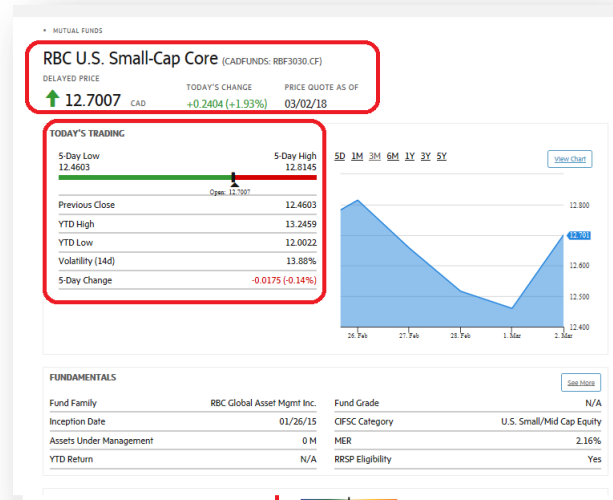 MUTUAL FUNDS
RBC U.S. Small-Cap Core (CADFUNDS: RBF3030.CF)
DELAYED PRICE
TODAY'S CHANGE
PRICE QUOTE AS OF
12.7007 CAD
+0.2404 (+1.93%)
03/02/18
TODAY'S TRADING
5-Day Low
5-Day High
12.4603
12.8145
Open: 12.7007
Previous Close 12.4603
YTD High 13.2459
YTD Low 12.0022
Volatility (14d) 13.88%
5-Day Change -0.0175 (-0.14%)
5D 1M 3M 6M 1Y 3Y 5Y
View Chart
12.800
12.701
12.600
12.500
12.400
26. Feb 27. Feb 28. Feb 1. Mar 2. Mar
FUNDAMENTALS
See More
Fund Family RBC Global Asset Mgmt Inc.
Fund Grade N/A
Inception Date 01/26/15
CIFSC Category U.S. Small/Mid Cap Equity
Assets Under Management 0 M
MER 2.16%
YTD Return N/A
RRSP Eligibility Yes